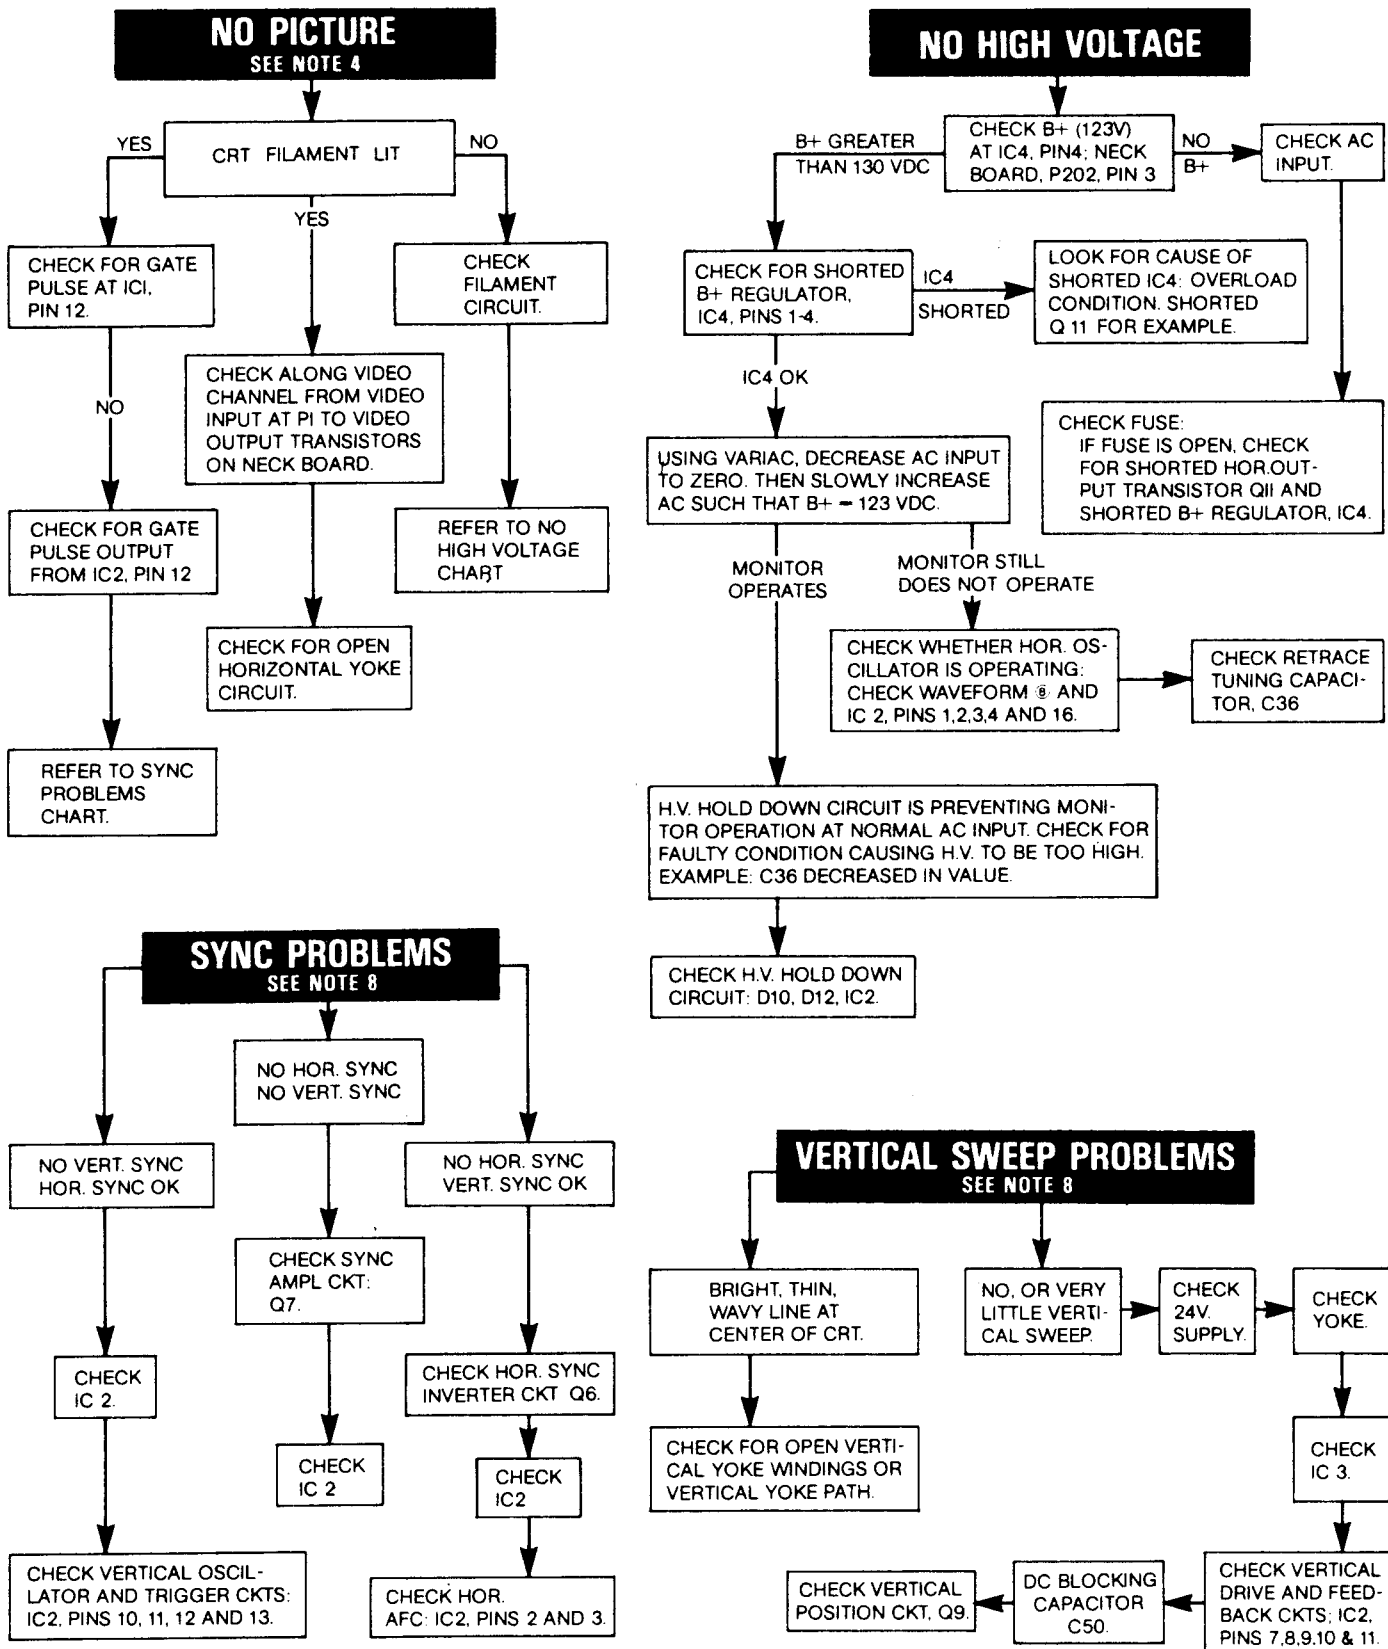 NO PICTURE
SEE NOTE 4
YES
CRT FILAMENT LIT
NO
YES
CHECK FOR GATE
PULSE AT ICI,
PIN 12.
CHECK
FILAMENT
CIRCUIT.
NO
CHECK ALONG VIDEO
CHANNEL FROM VIDEO
INPUT AT PI TO VIDEO
OUTPUT TRANSISTORS
ON NECK BOARD.
CHECK FOR GATE
PULSE OUTPUT
FROM IC2, PIN 12
REFER TO NO
HIGH VOLTAGE
CHART
CHECK FOR OPEN
HORIZONTAL YOKE
CIRCUIT.
REFER TO SYNC
PROBLEMS
CHART.
NO HIGH VOLTAGE
B+ GREATER
THAN 130 VDC
CHECK B+ (123V)
AT IC4, PIN4; NECK
BOARD, P202, PIN 3
NO
B+
CHECK AC
INPUT.
CHECK FOR SHORTED
B+ REGULATOR,
IC4, PINS 1-4.
IC4
SHORTED
LOOK FOR CAUSE OF
SHORTED IC4: OVERLOAD
CONDITION. SHORTED
Q 11 FOR EXAMPLE.
IC4 OK
CHECK FUSE:
IF FUSE IS OPEN, CHECK
FOR SHORTED HOR.OUT-
PUT TRANSISTOR QII AND
SHORTED B+ REGULATOR, IC4.
USING VARIAC, DECREASE AC INPUT
TO ZERO. THEN SLOWLY INCREASE
AC SUCH THAT B+ = 123 VDC.
MONITOR
OPERATES
MONITOR STILL
DOES NOT OPERATE
CHECK WHETHER HOR. OS-
CILLATOR IS OPERATING:
CHECK WAVEFORM ⑧ AND
IC 2, PINS 1,2,3,4 AND 16.
CHECK RETRACE
TUNING CAPACI-
TOR, C36
H.V. HOLD DOWN CIRCUIT IS PREVENTING MONI-
TOR OPERATION AT NORMAL AC INPUT. CHECK FOR
FAULTY CONDITION CAUSING H.V. TO BE TOO HIGH.
EXAMPLE: C36 DECREASED IN VALUE.
CHECK H.V. HOLD DOWN
CIRCUIT: D10, D12, IC2.
SYNC PROBLEMS
SEE NOTE 8
NO HOR. SYNC
NO VERT. SYNC
NO VERT. SYNC
HOR. SYNC OK
NO HOR. SYNC
VERT. SYNC OK
CHECK SYNC
AMPL CKT:
Q7.
CHECK
IC 2.
CHECK HOR. SYNC
INVERTER CKT Q6.
CHECK
IC 2
CHECK
IC2
CHECK VERTICAL OSCIL-
LATOR AND TRIGGER CKTS:
IC2, PINS 10, 11, 12 AND 13.
CHECK HOR.
AFC: IC2, PINS 2 AND 3.
VERTICAL SWEEP PROBLEMS
SEE NOTE 8
BRIGHT, THIN,
WAVY LINE AT
CENTER OF CRT.
NO, OR VERY
LITTLE VERTI-
CAL SWEEP.
CHECK
24V.
SUPPLY.
CHECK
YOKE.
CHECK FOR OPEN VERTI-
CAL YOKE WINDINGS OR
VERTICAL YOKE PATH.
CHECK
IC 3.
CHECK VERTICAL
POSITION CKT, Q9.
DC BLOCKING
CAPACITOR
C50.
CHECK VERTICAL
DRIVE AND FEED-
BACK CKTS; IC2,
PINS 7,8,9.10 & 11.